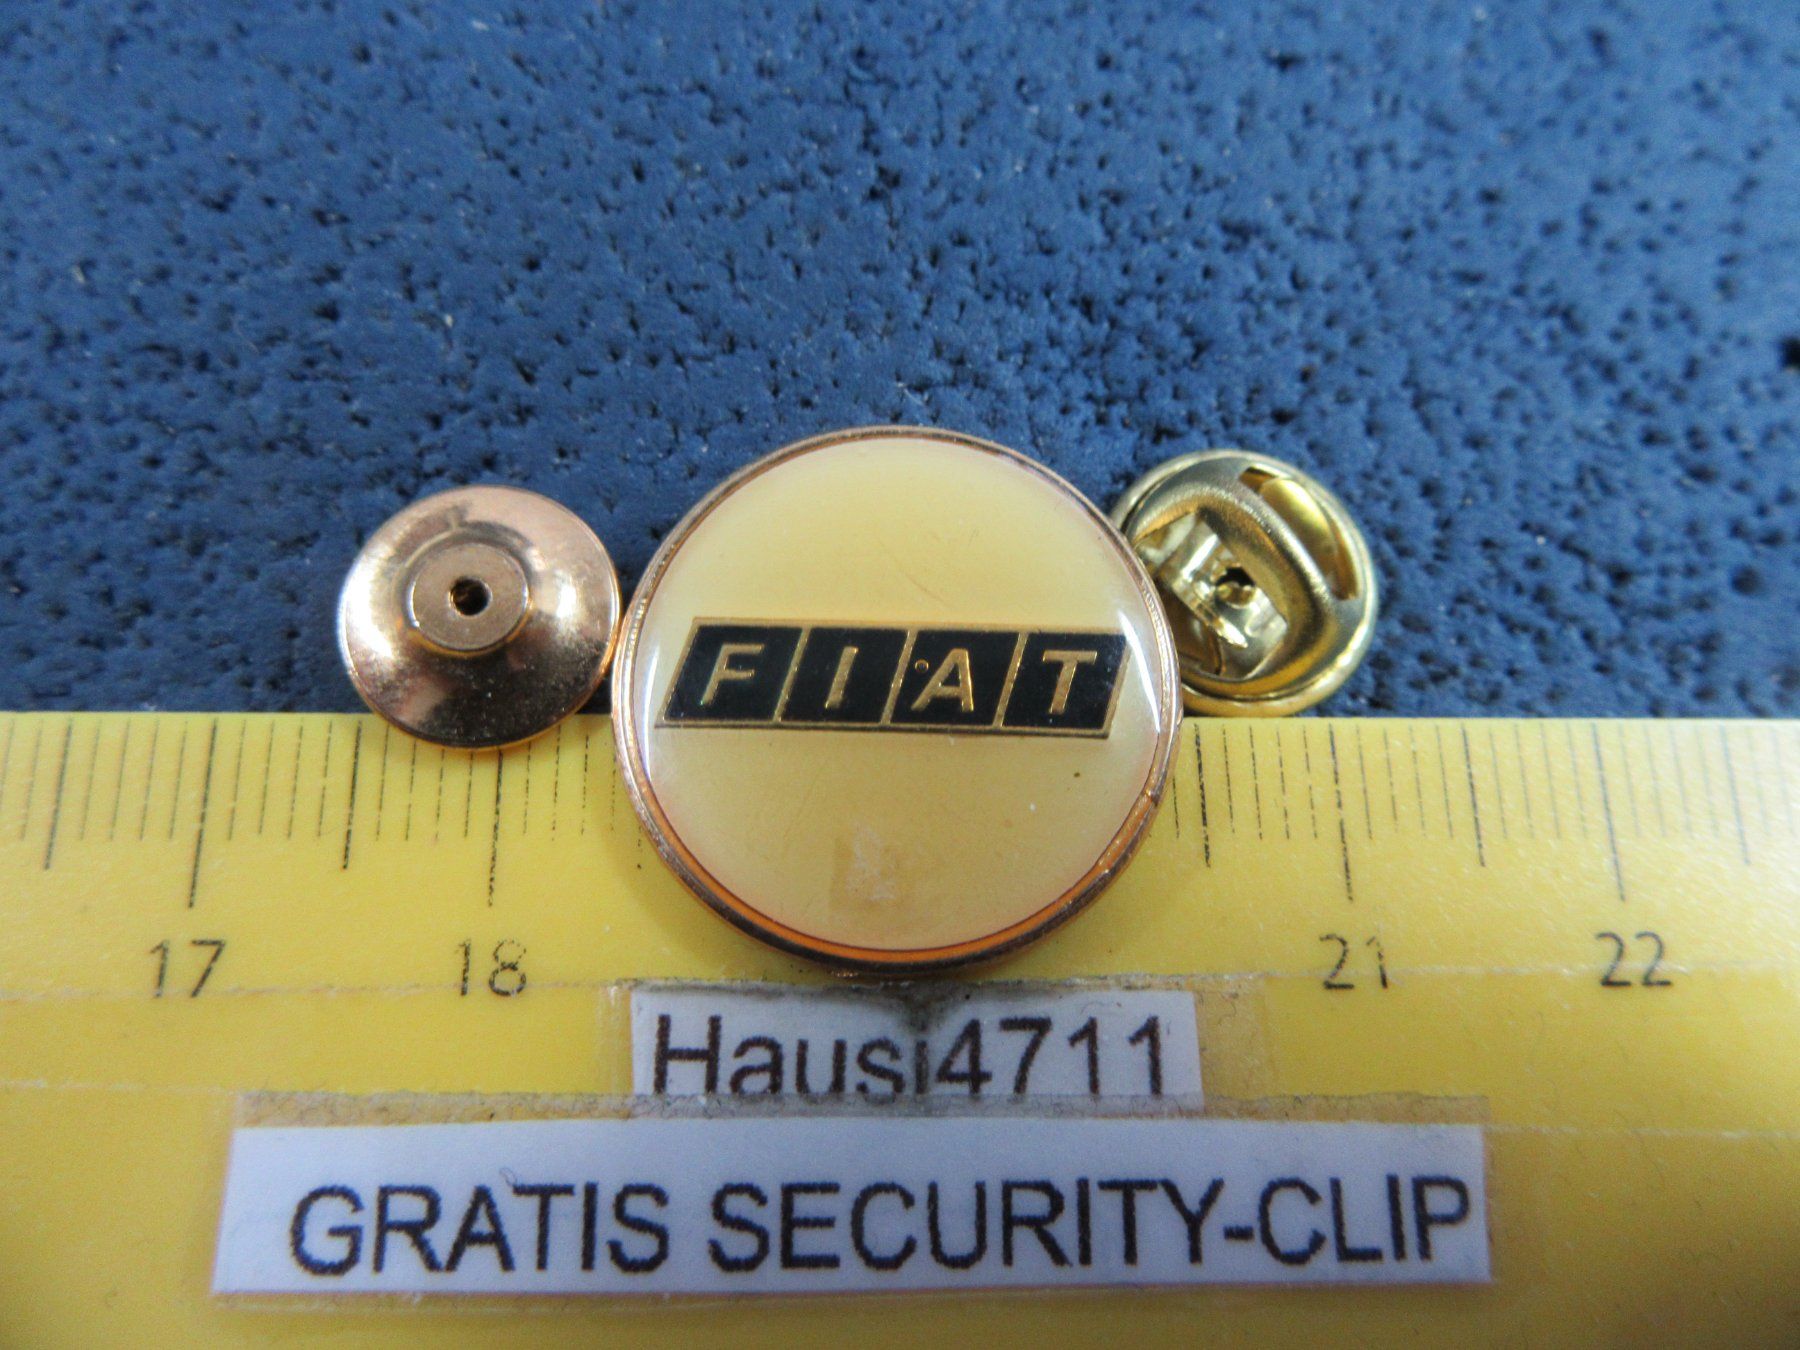 FIAT
17 18 21 22
Hausi4711
GRATIS SECURITY-CLIP